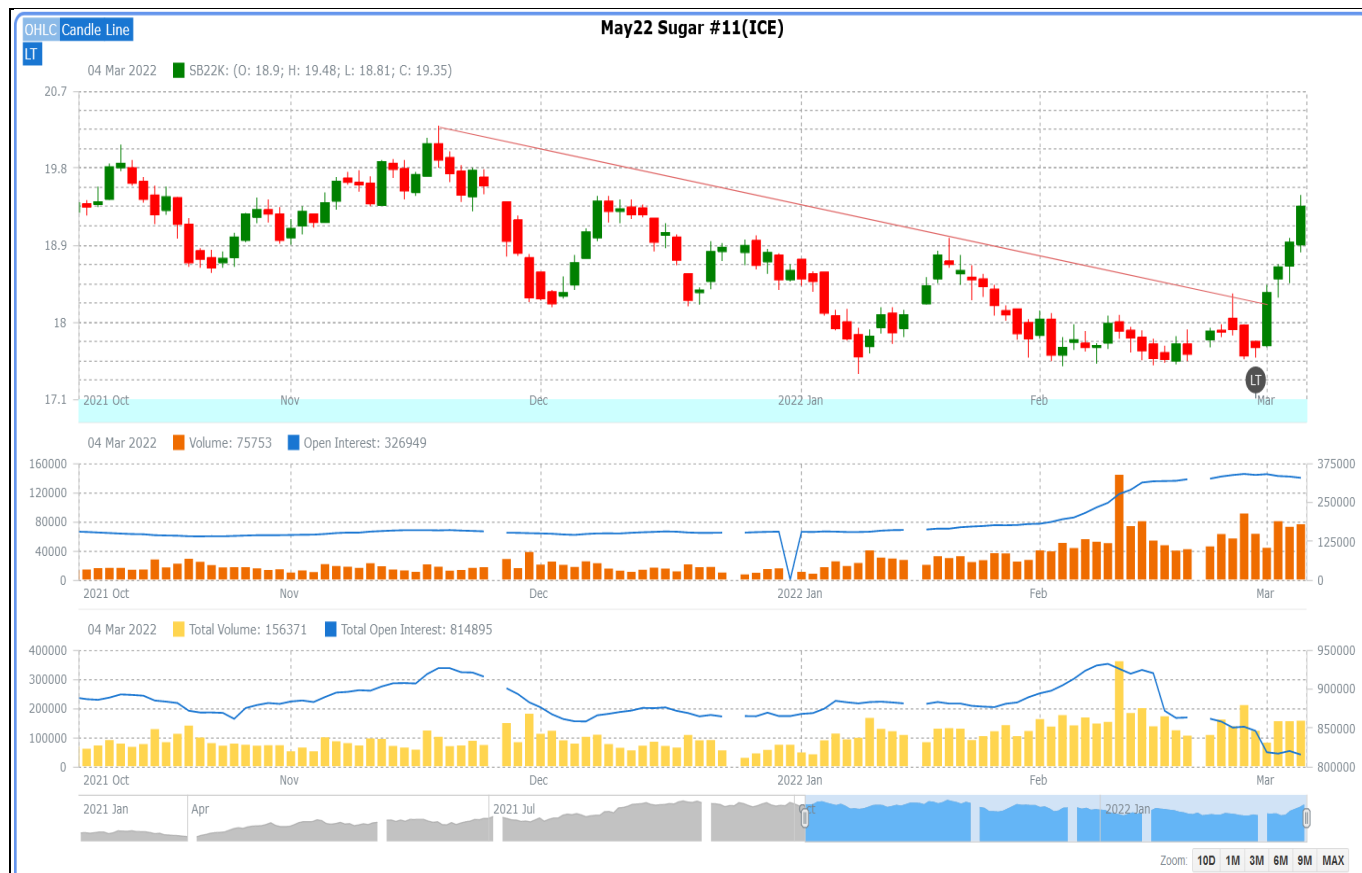 May22 Sugar #11(ICE)
OHLC Candle Line
LT
04 Mar 2022 SB22K: (O: 18.9; H: 19.48; L: 18.81; C: 19.35)
20.7
19.8
18.9
18
17.1
LT
2021 Oct Nov Dec 2022 Jan Feb Mar
04 Mar 2022 Volume: 75753 Open Interest: 326949
160000 375000
120000 250000
80000
40000 125000
0 0
2021 Oct Nov Dec 2022 Jan Feb Mar
04 Mar 2022 Total Volume: 156371 Total Open Interest: 814895
400000 950000
300000 900000
200000
100000 850000
0 800000
2021 Oct Nov Dec 2022 Jan Feb Mar
2021 Jan Apr 2021 Jul Oct 2022 Jan
Zoom: 10D 1M 3M 6M 9M MAX